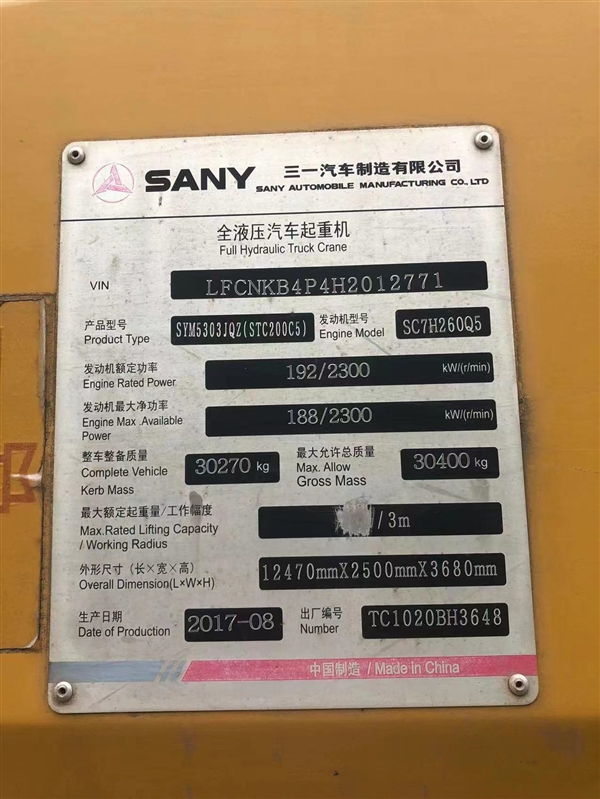 SANY 三一汽车制造有限公司
SANY AUTOMOBILE MANUFACTURING CO., LTD
全液压汽车起重机
Full Hydraulic Truck Crane
VIN LFCNKB4P4H2012771
产品型号 SYM5303JQZ(STC200C5) 发动机型号 SC7H260Q5
Product Type Engine Model
发动机额定功率 192/2300 kW/(r/min)
Engine Rated Power
发动机最大净功率 188/2300 kW/(r/min)
Engine Max .Available
Power
整车整备质量 30270 kg 最大允许总质量 30400 kg
Complete Vehicle Max. Allow
Kerb Mass Gross Mass
最大额定起重量/工作幅度 /3m
Max.Rated Lifting Capacity
/ Working Radius
外形尺寸（长×宽×高） 12470mmX2500mmX3680mm
Overall Dimension(L×W×H)
生产日期 2017-08 出厂编号 TC1020BH3648
Date of Production Number
中国制造 / Made in China